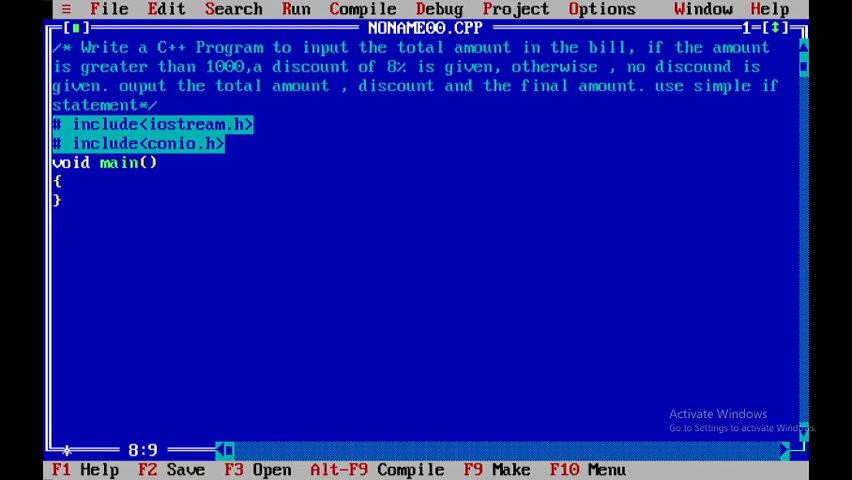 ≡ File Edit Search Run Compile Debug Project Options Window Help
[■] NONAME00.CPP 1=[↕]
/* Write a C++ Program to input the total amount in the bill, if the amount
is greater than 1000,a discount of 8% is given, otherwise , no discound is
given. ouput the total amount , discount and the final amount. use simple if
statement*/
# include<iostream.h>
# include<conio.h>
void main()
{
}
Activate Windows
Go to Settings to activate Windows.
* 8:9
F1 Help F2 Save F3 Open Alt-F9 Compile F9 Make F10 Menu